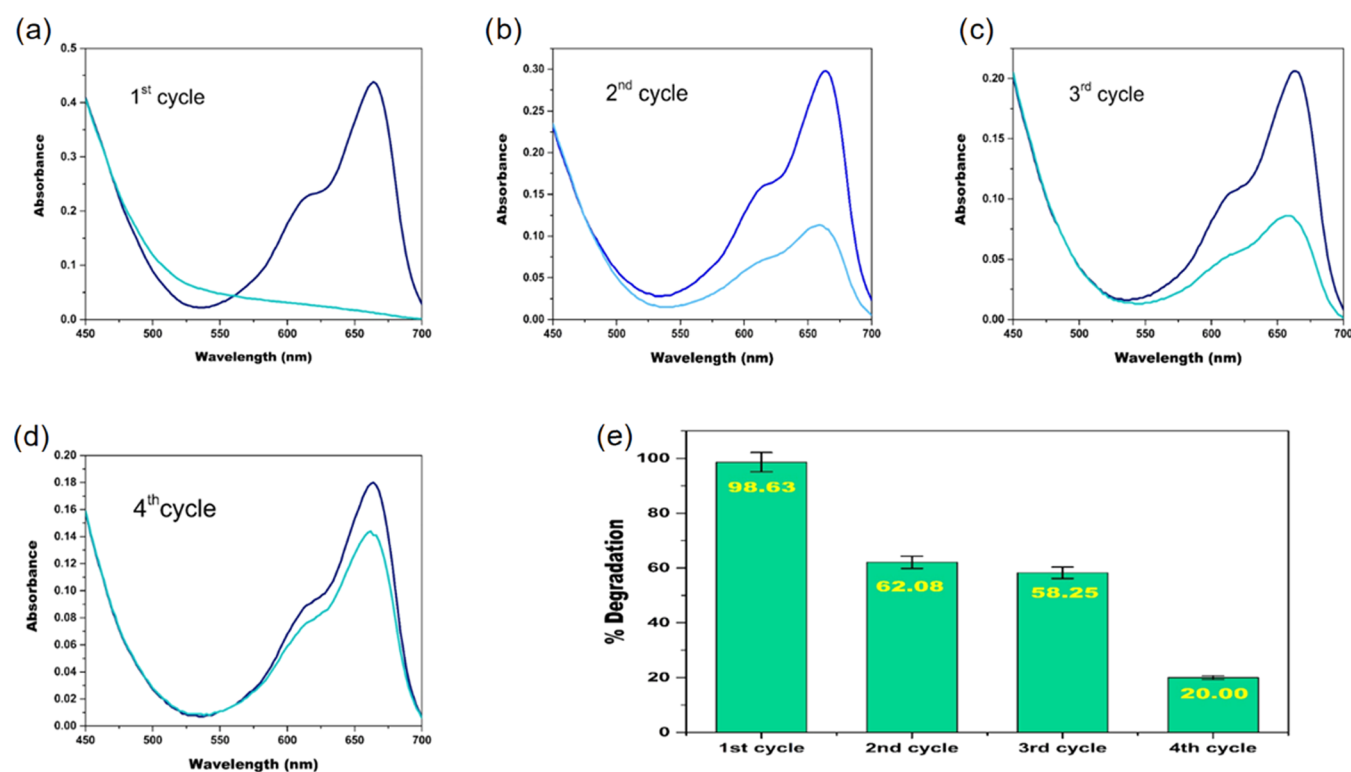 (a)
0.5
0.4
0.3
0.2
0.1
0.0
Absorbance
1st cycle
450 500 550 600 650 700
Wavelength (nm)
(b)
0.30
0.25
0.20
0.15
0.10
0.05
0.00
Absorbance
2nd cycle
450 500 550 600 650 700
Wavelength (nm)
(c)
0.20
0.15
0.10
0.05
0.00
Absorbance
3rd cycle
450 500 550 600 650 700
Wavelength (nm)
(d)
0.20
0.18
0.16
0.14
0.12
0.10
0.08
0.06
0.04
0.02
0.00
Absorbance
4th cycle
450 500 550 600 650 700
Wavelength (nm)
(e)
100
80
60
40
20
0
% Degradation
98.63
62.08
58.25
20.00
1st cycle 2nd cycle 3rd cycle 4th cycle